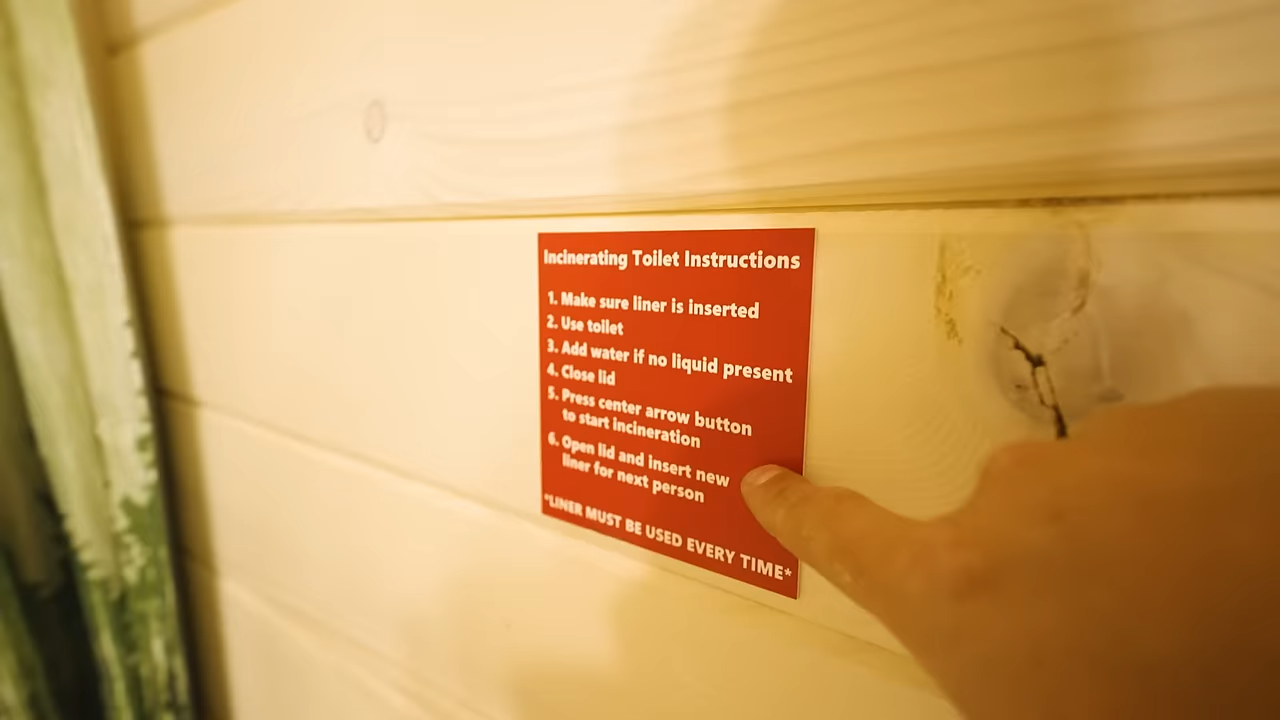 Incinerating Toilet Instructions
1. Make sure liner is inserted
2. Use toilet
3. Add water if no liquid present
4. Close lid
5. Press center arrow button
to start incineration
6. Open lid and insert new
liner for next person
*LINER MUST BE USED EVERY TIME*